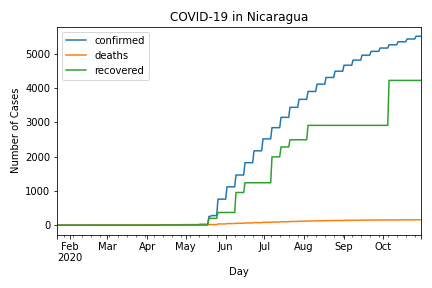 COVID-19 in Nicaragua
confirmed
deaths
recovered
Number of Cases
5000
4000
3000
2000
1000
0
Feb Mar Apr May Jun Jul Aug Sep Oct
2020
Day